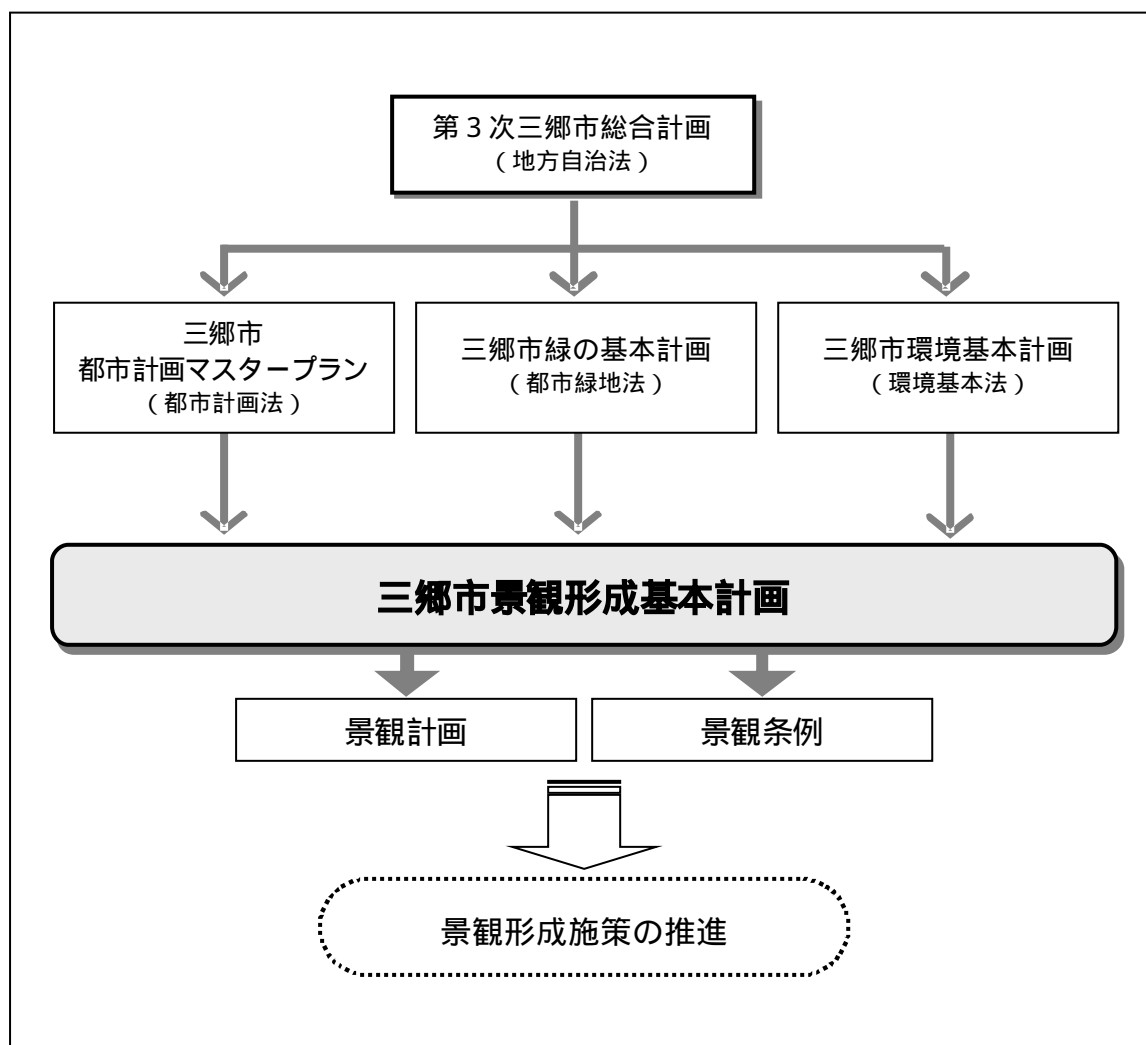 第３次三郷市総合計画
（地方自治法）
三郷市
都市計画マスタープラン
（都市計画法）
三郷市緑の基本計画
（都市緑地法）
三郷市環境基本計画
（環境基本法）
三郷市景観形成基本計画
景観計画
景観条例
景観形成施策の推進